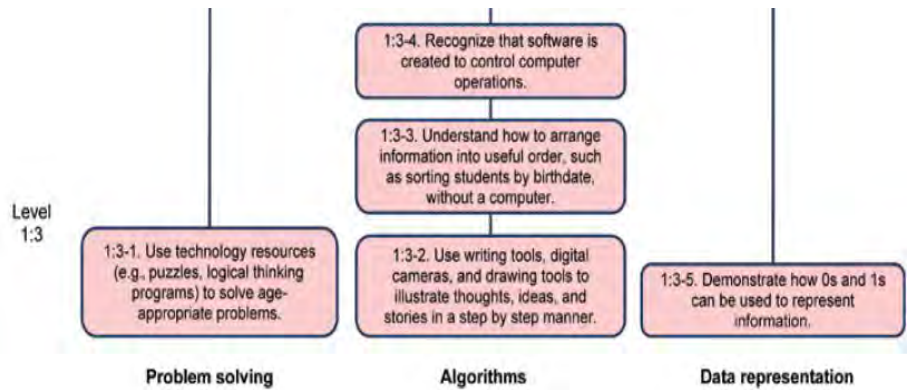 1:3-4. Recognize that software is
created to control computer
operations.
1:3-3. Understand how to arrange
information into useful order, such
as sorting students by birthdate,
without a computer.
Level
1:3
1:3-1. Use technology resources
(e.g., puzzles, logical thinking
programs) to solve age-
appropriate problems.
1:3-2. Use writing tools, digital
cameras, and drawing tools to
illustrate thoughts, ideas, and
stories in a step by step manner.
1:3-5. Demonstrate how 0s and 1s
can be used to represent
information.
Problem solving
Algorithms
Data representation